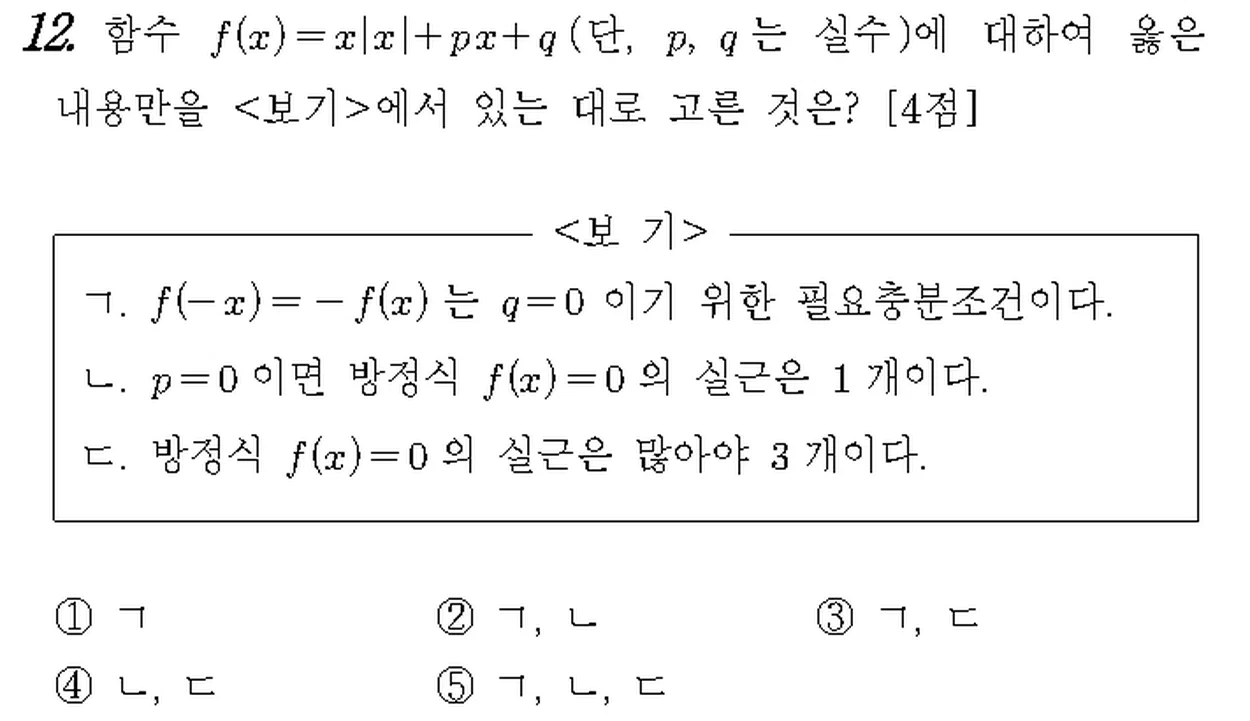 12. 함수 f(x)=x|x|+px+q (단, p, q 는 실수)에 대하여 옳은
내용만을 <보기>에서 있는 대로 고른 것은? [4점]
<보 기>
ㄱ. f(-x)=-f(x) 는 q=0 이기 위한 필요충분조건이다.
ㄴ. p=0 이면 방정식 f(x)=0 의 실근은 1 개이다.
ㄷ. 방정식 f(x)=0 의 실근은 많아야 3 개이다.
① ㄱ ② ㄱ, ㄴ ③ ㄱ, ㄷ
④ ㄴ, ㄷ ⑤ ㄱ, ㄴ, ㄷ